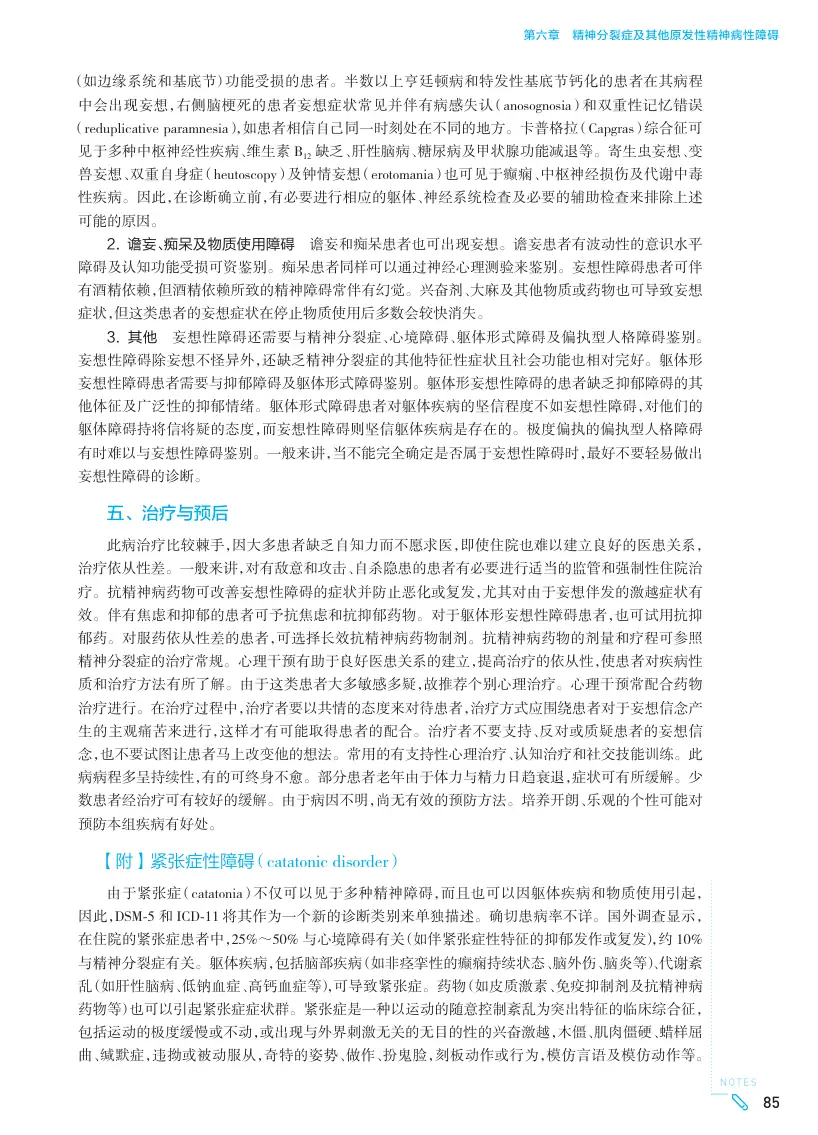 第六章 精神分裂症及其他原发性精神病性障碍
（如边缘系统和基底节）功能受损的患者。半数以上亨廷顿病和特发性基底节钙化的患者在其病程
中会出现妄想，右侧脑梗死的患者妄想症状常见并伴有病感失认（anosognosia）和双重性记忆错误
（reduplicative paramnesia），如患者相信自己同一时刻处在不同的地方。卡普格拉（Capgras）综合征可
见于多种中枢神经性疾病、维生素 B12 缺乏、肝性脑病、糖尿病及甲状腺功能减退等。寄生虫妄想、变
兽妄想、双重自身症（heutoscopy）及钟情妄想（erotomania）也可见于癫痫、中枢神经损伤及代谢中毒
性疾病。因此，在诊断确立前，有必要进行相应的躯体、神经系统检查及必要的辅助检查来排除上述
可能的原因。
2. 谵妄、痴呆及物质使用障碍 谵妄和痴呆患者也可出现妄想。谵妄患者有波动性的意识水平
障碍及认知功能受损可资鉴别。痴呆患者同样可以通过神经心理测验来鉴别。妄想性障碍患者可伴
有酒精依赖，但酒精依赖所致的精神障碍常伴有幻觉。兴奋剂、大麻及其他物质或药物也可导致妄想
症状，但这类患者的妄想症状在停止物质使用后多数会较快消失。
3. 其他 妄想性障碍还需要与精神分裂症、心境障碍、躯体形式障碍及偏执型人格障碍鉴别。
妄想性障碍除妄想不怪异外，还缺乏精神分裂症的其他特征性症状且社会功能也相对完好。躯体形
妄想性障碍患者需要与抑郁障碍及躯体形式障碍鉴别。躯体形妄想性障碍的患者缺乏抑郁障碍的其
他体征及广泛性的抑郁情绪。躯体形式障碍患者对躯体疾病的坚信程度不如妄想性障碍，对他们的
躯体障碍持将信将疑的态度，而妄想性障碍则坚信躯体疾病是存在的。极度偏执的偏执型人格障碍
有时难以与妄想性障碍鉴别。一般来讲，当不能完全确定是否属于妄想性障碍时，最好不要轻易做出
妄想性障碍的诊断。
五、治疗与预后
此病治疗比较棘手，因大多患者缺乏自知力而不愿求医，即使住院也难以建立良好的医患关系，
治疗依从性差。一般来讲，对有敌意和攻击、自杀隐患的患者有必要进行适当的监管和强制性住院治
疗。抗精神病药物可改善妄想性障碍的症状并防止恶化或复发，尤其对由于妄想伴发的激越症状有
效。伴有焦虑和抑郁的患者可予抗焦虑和抗抑郁药物。对于躯体形妄想性障碍患者，也可试用抗抑
郁药。对服药依从性差的患者，可选择长效抗精神病药物制剂。抗精神病药物的剂量和疗程可参照
精神分裂症的治疗常规。心理干预有助于良好医患关系的建立，提高治疗的依从性，使患者对疾病性
质和治疗方法有所了解。由于这类患者大多敏感多疑，故推荐个别心理治疗。心理干预常配合药物
治疗进行。在治疗过程中，治疗者要以共情的态度来对待患者，治疗方式应围绕患者对于妄想信念产
生的主观痛苦来进行，这样才有可能取得患者的配合。治疗者不要支持、反对或质疑患者的妄想信
念，也不要试图让患者马上改变他的想法。常用的有支持性心理治疗、认知治疗和社交技能训练。此
病病程多呈持续性，有的可终身不愈。部分患者老年由于体力与精力日趋衰退，症状可有所缓解。少
数患者经治疗可有较好的缓解。由于病因不明，尚无有效的预防方法。培养开朗、乐观的个性可能对
预防本组疾病有好处。
【附】紧张症性障碍（catatonic disorder）
由于紧张症（catatonia）不仅可以见于多种精神障碍，而且也可以因躯体疾病和物质使用引起，
因此，DSM-5 和 ICD-11 将其作为一个新的诊断类别来单独描述。确切患病率不详。国外调查显示，
在住院的紧张症患者中，25%～50% 与心境障碍有关（如伴紧张症性特征的抑郁发作或复发），约 10%
与精神分裂症有关。躯体疾病，包括脑部疾病（如非痉挛性的癫痫持续状态、脑外伤、脑炎等）、代谢紊
乱（如肝性脑病、低钠血症、高钙血症等），可导致紧张症。药物（如皮质激素、免疫抑制剂及抗精神病
药物等）也可以引起紧张症症状群。紧张症是一种以运动的随意控制紊乱为突出特征的临床综合征，
包括运动的极度缓慢或不动，或出现与外界刺激无关的无目的性的兴奋激越，木僵、肌肉僵硬、蜡样屈
曲、缄默症，违拗或被动服从，奇特的姿势、做作、扮鬼脸，刻板动作或行为，模仿言语及模仿动作等。
NOTES
85